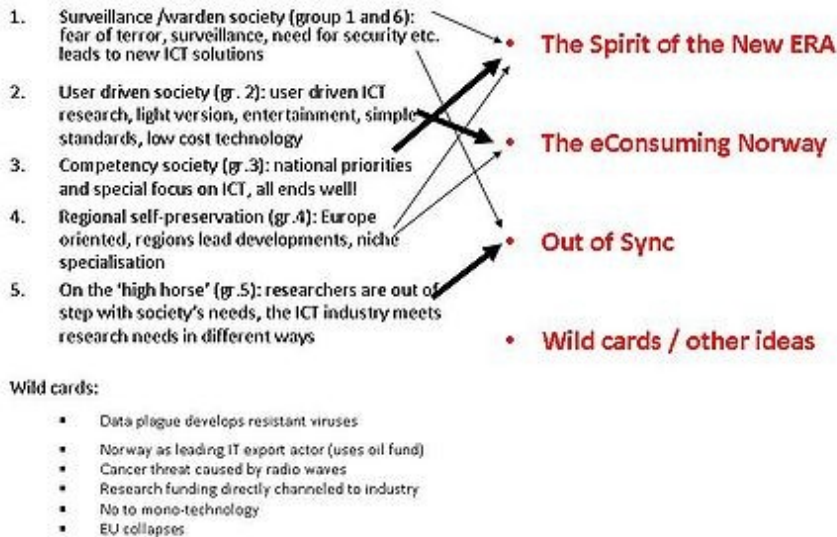 1. Surveillance /warden society (group 1 and 6):
fear of terror, surveillance, need for security etc.
leads to new ICT solutions
2. User driven society (gr. 2): user driven ICT
research, light version, entertainment, simple
standards, low cost technology
3. Competency society (gr.3): national priorities
and special focus on ICT, all ends well!
4. Regional self-preservation (gr.4): Europe
oriented, regions lead developments, niche
specialisation
5. On the 'high horse' (gr.5): researchers are out of
step with society's needs, the ICT industry meets
research needs in different ways
• The Spirit of the New ERA
• The eConsuming Norway
• Out of Sync
• Wild cards / other ideas
Wild cards:
▪ Data plague develops resistant viruses
▪ Norway as leading IT export actor (uses oil fund)
▪ Cancer threat caused by radio waves
▪ Research funding directly channeled to industry
▪ No to mono-technology
▪ EU collapses